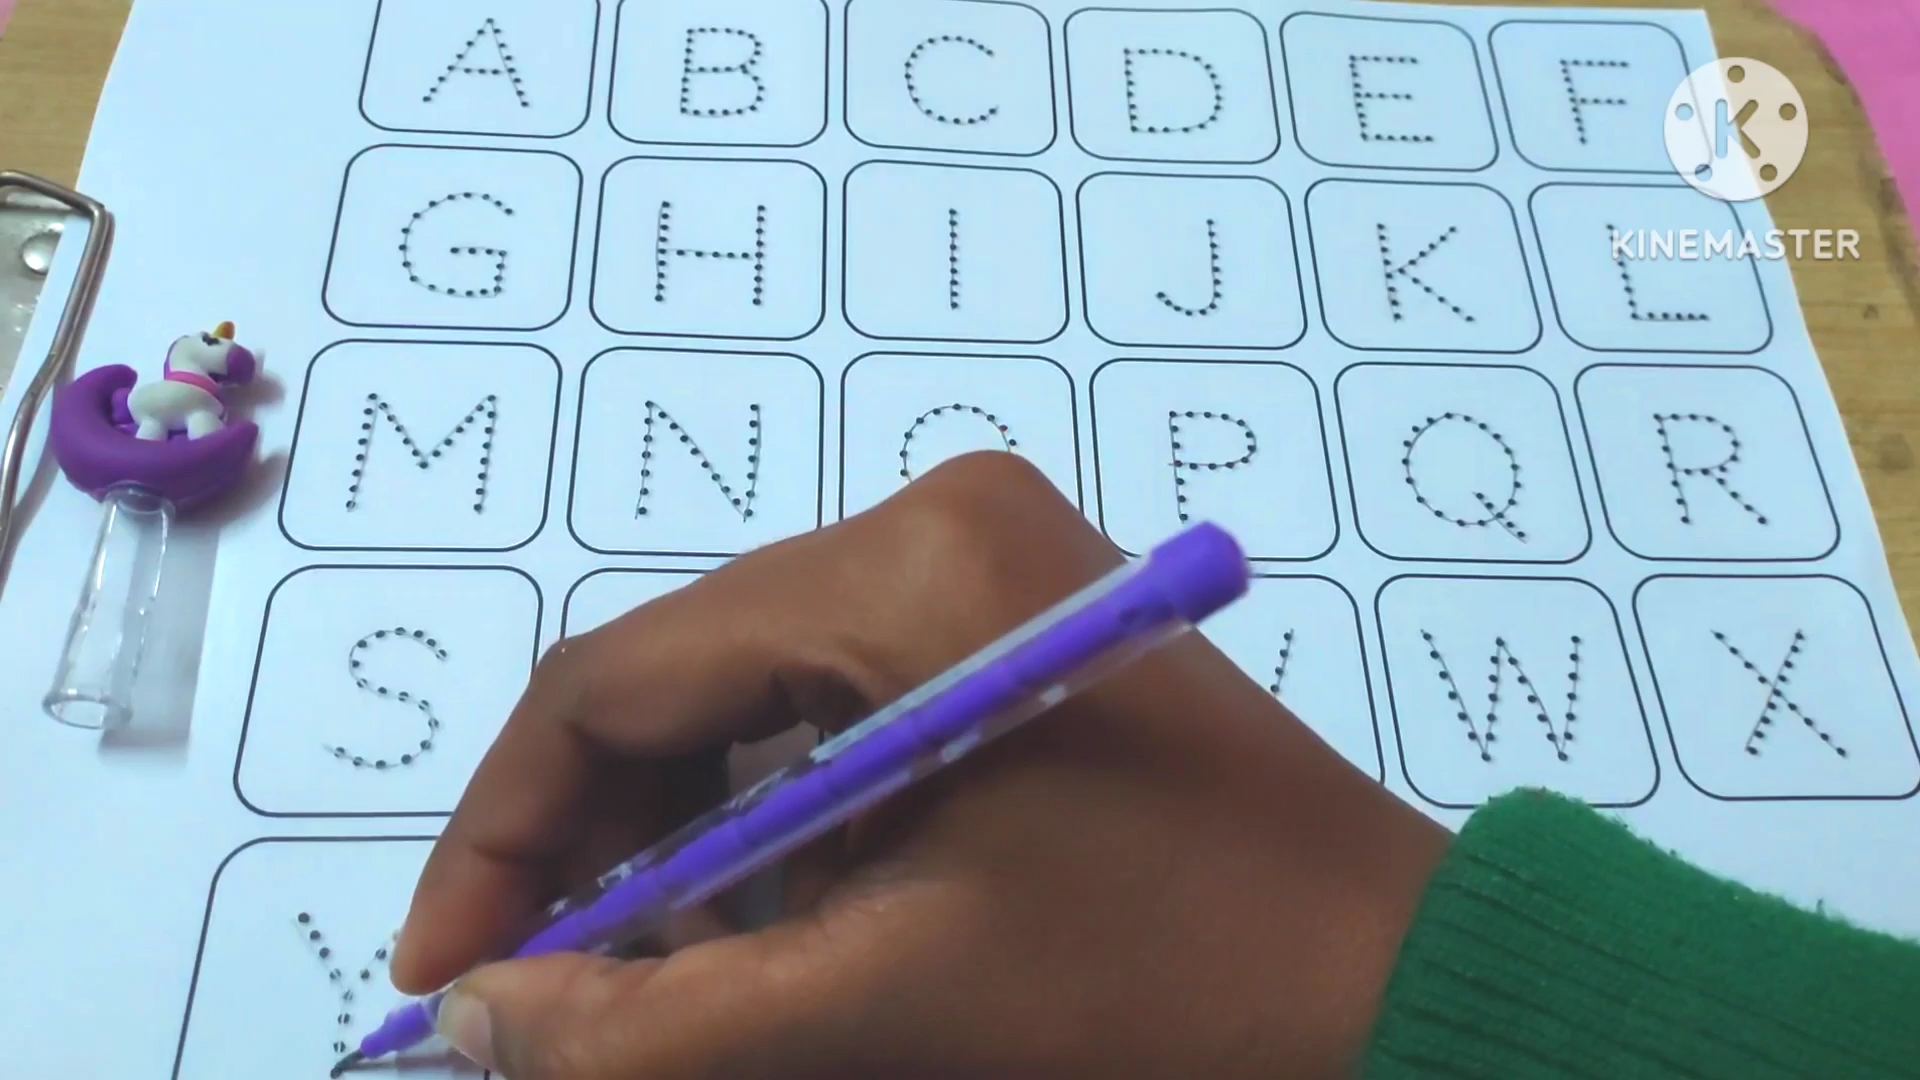 A B C D E F
K
KINEMASTER
G H I J K L
M N O P Q R
S W X
Y